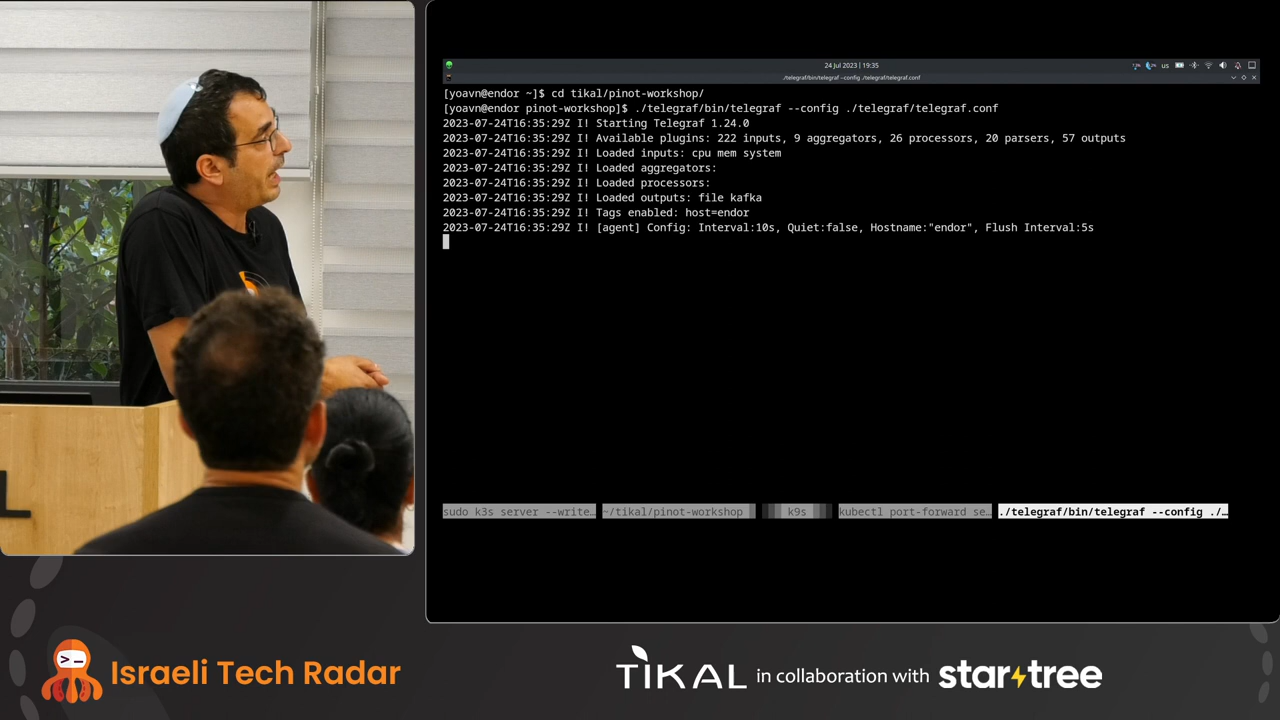 24 Jul 2023 | 19:35
us
./telegraf/bin/telegraf --config ./telegraf/telegraf.conf
[yoavn@endor ~]$ cd tikal/pinot-workshop/
[yoavn@endor pinot-workshop]$ ./telegraf/bin/telegraf --config ./telegraf/telegraf.conf
2023-07-24T16:35:29Z I! Starting Telegraf 1.24.0
2023-07-24T16:35:29Z I! Available plugins: 222 inputs, 9 aggregators, 26 processors, 20 parsers, 57 outputs
2023-07-24T16:35:29Z I! Loaded inputs: cpu mem system
2023-07-24T16:35:29Z I! Loaded aggregators:
2023-07-24T16:35:29Z I! Loaded processors:
2023-07-24T16:35:29Z I! Loaded outputs: file kafka
2023-07-24T16:35:29Z I! Tags enabled: host=endor
2023-07-24T16:35:29Z I! [agent] Config: Interval:10s, Quiet:false, Hostname:"endor", Flush Interval:5s
sudo k3s server --write… ~/tikal/pinot-workshop k9s kubectl port-forward se… ./telegraf/bin/telegraf --config ./…
Israeli Tech Radar
TIKAL in collaboration with star tree